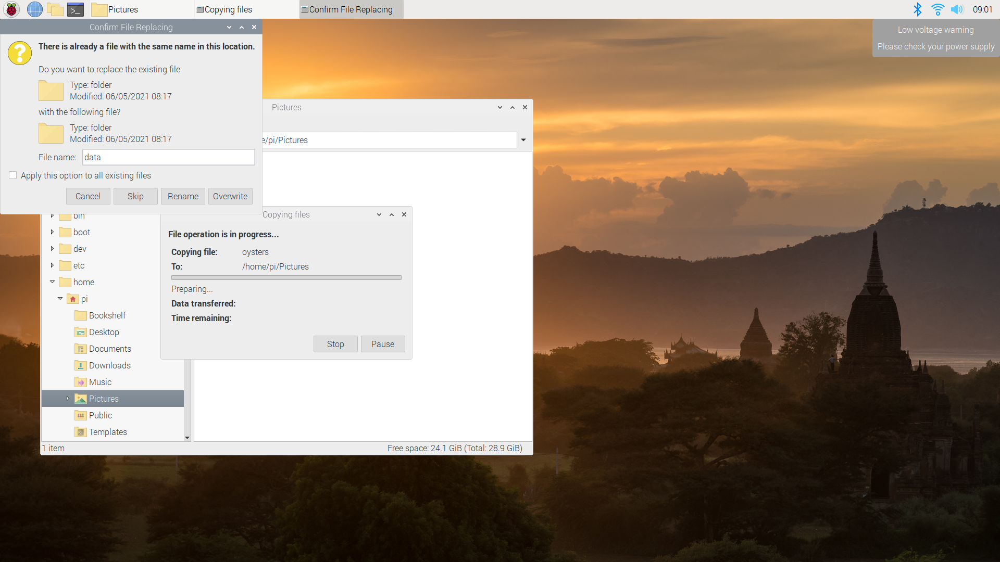 Pictures
Copying files
Confirm File Replacing
09:01
Low voltage warning
Please check your power supply
Confirm File Replacing
There is already a file with the same name in this location.
Do you want to replace the existing file
Type: folder
Modified: 06/05/2021 08:17
with the following file?
Type: folder
Modified: 06/05/2021 08:17
File name: data
Apply this option to all existing files
Cancel Skip Rename Overwrite
Pictures
e/pi/Pictures
bin
boot
dev
etc
home
pi
Bookshelf
Desktop
Documents
Downloads
Music
Pictures
Public
Templates
1 item
Free space: 24.1 GiB (Total: 28.9 GiB)
Copying files
File operation is in progress...
Copying file: oysters
To: /home/pi/Pictures
Preparing...
Data transferred:
Time remaining:
Stop Pause